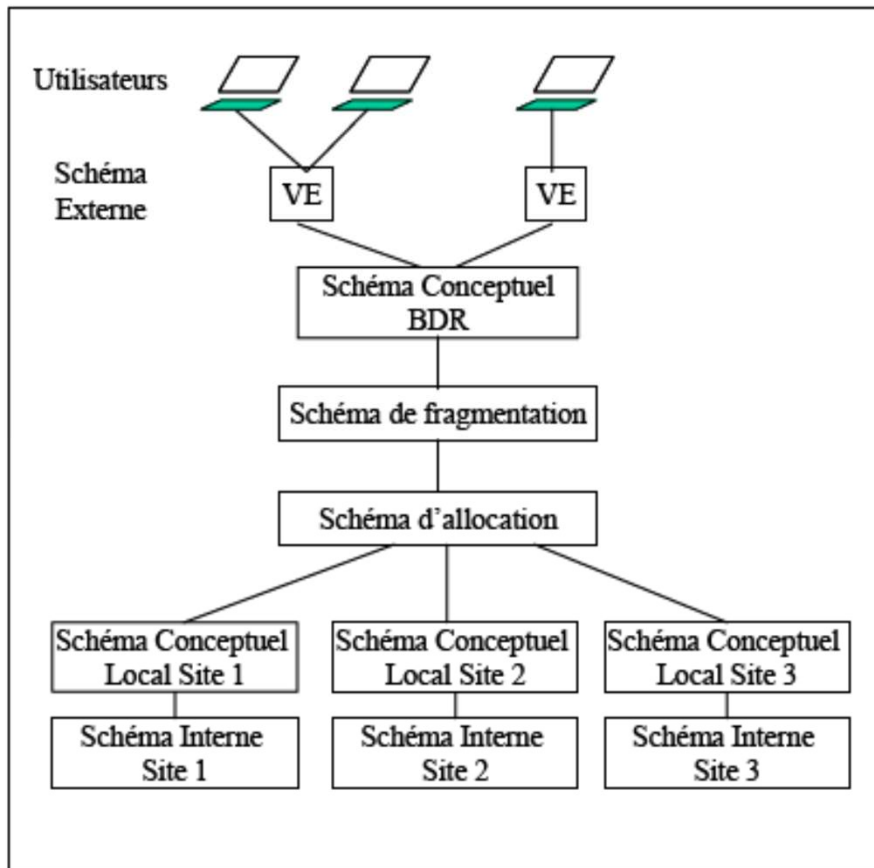 Utilisateurs
Schéma
Externe
VE
VE
Schéma Conceptuel
BDR
Schéma de fragmentation
Schéma d'allocation
Schéma Conceptuel
Local Site 1
Schéma Conceptuel
Local Site 2
Schéma Conceptuel
Local Site 3
Schéma Interne
Site 1
Schéma Interne
Site 2
Schéma Interne
Site 3